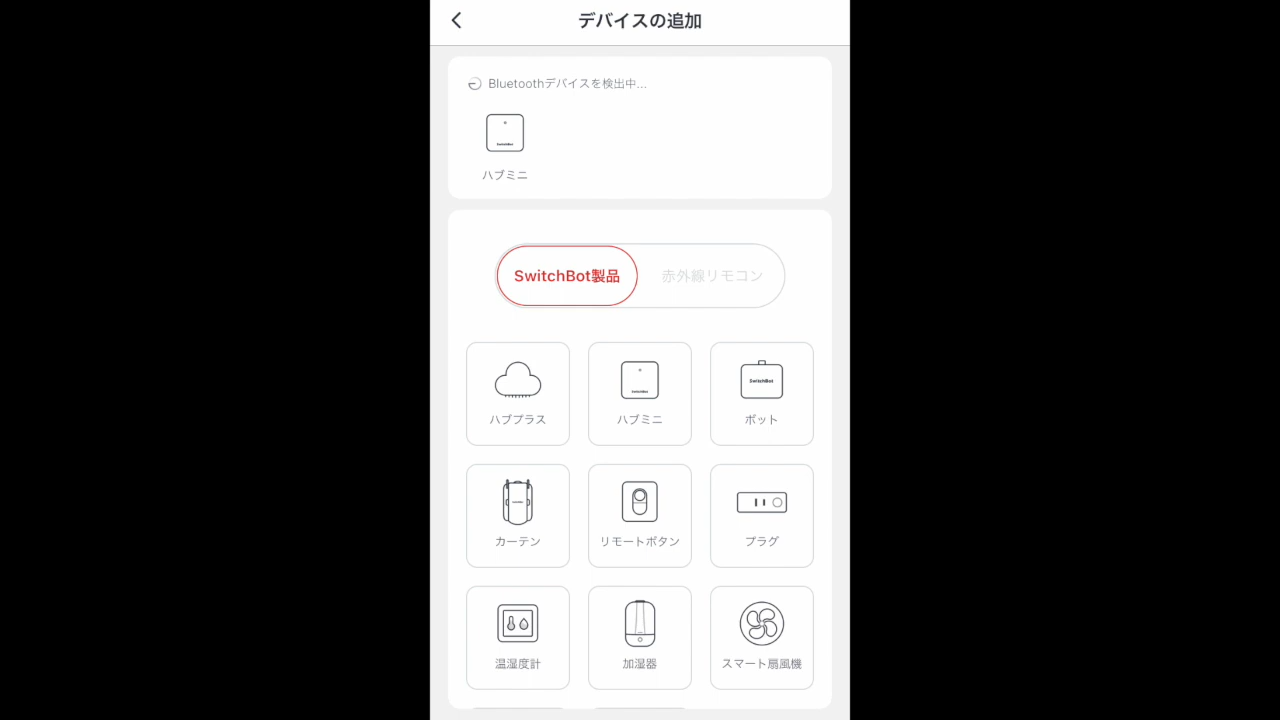 デバイスの追加
Bluetoothデバイスを検出中...
SwitchBot
ハブミニ
SwitchBot製品
赤外線リモコン
SwitchBot
SwitchBot
ハブプラス
ハブミニ
ボット
カーテン
リモートボタン
プラグ
温湿度計
加湿器
スマート扇風機